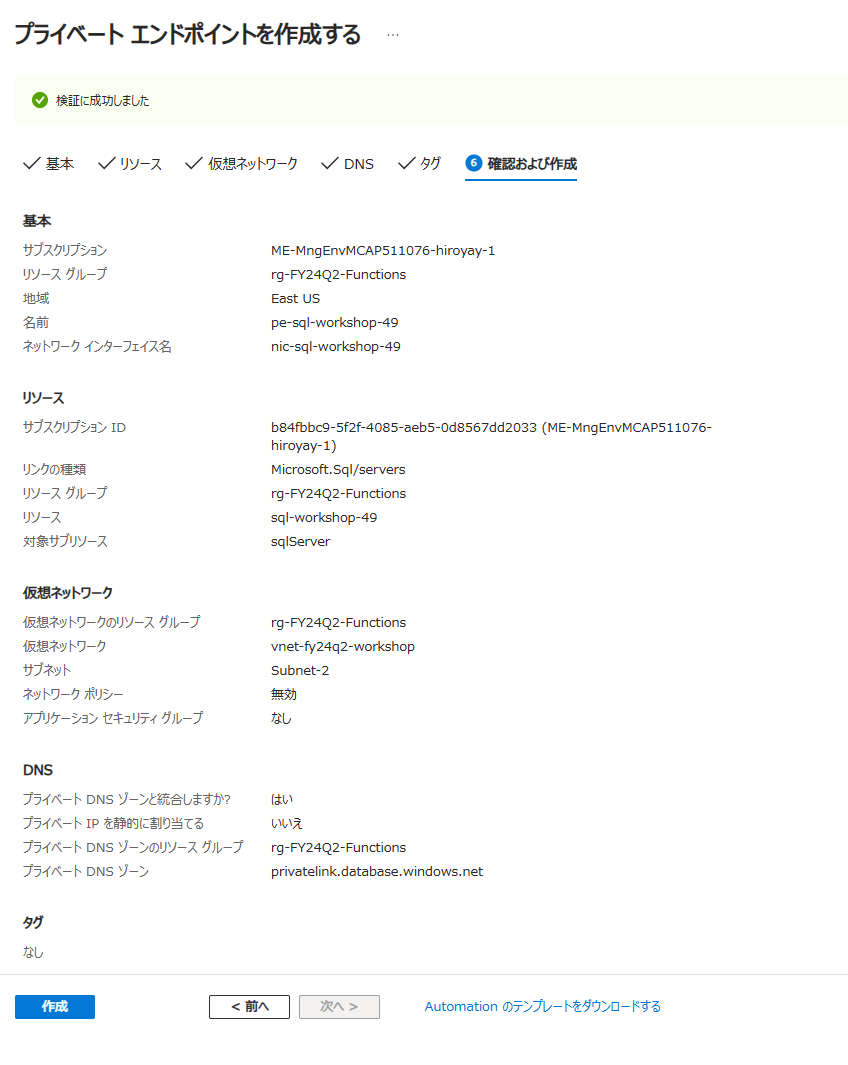 プライベート エンドポイントを作成する ...
検証に成功しました
基本 リソース 仮想ネットワーク DNS タグ 6 確認および作成
基本
サブスクリプション ME-MngEnvMCAP511076-hiroyay-1
リソース グループ rg-FY24Q2-Functions
地域 East US
名前 pe-sql-workshop-49
ネットワーク インターフェイス名 nic-sql-workshop-49
リソース
サブスクリプション ID b84fbbc9-5f2f-4085-aeb5-0d8567dd2033 (ME-MngEnvMCAP511076-
hiroyay-1)
リンクの種類 Microsoft.Sql/servers
リソース グループ rg-FY24Q2-Functions
リソース sql-workshop-49
対象サブリソース sqlServer
仮想ネットワーク
仮想ネットワークのリソース グループ rg-FY24Q2-Functions
仮想ネットワーク vnet-fy24q2-workshop
サブネット Subnet-2
ネットワーク ポリシー 無効
アプリケーション セキュリティ グループ なし
DNS
プライベート DNS ゾーンと統合しますか? はい
プライベート IP を静的に割り当てる いいえ
プライベート DNS ゾーンのリソース グループ rg-FY24Q2-Functions
プライベート DNS ゾーン privatelink.database.windows.net
タグ
なし
作成 < 前へ 次へ > Automation のテンプレートをダウンロードする